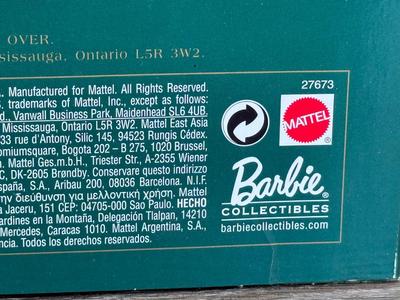 OVER.
ississauga, Ontario L5R 3W2.
A. Manufactured for Mattel. All Rights Reserved.
S. trademarks of Mattel, Inc., except as follows:
d., Vanwall Business Park, Maidenhead SL6 4UB.
Mississauga, Ontario L5R 3W2. Mattel East Asia
33 rue d'Antony, Silic 145, 94523 Rungis Cédex.
omiumsquare, Bogota 202 - B 275, 1020 Brussel,
n. Mattel Ges.m.b.H., Triester Str., A-2355 Wiener
C, DK-2605 Brøndby. Conservare questo indirizzo
España, S.A., Aribau 200, 08036 Barcelona. N.I.F.
την διεύθυνση για μελλοντική χρήση. Mattel
a Jaceru, 151 CEP: 04705-000 Sao Paulo. HECHO
ardines en la Montaña, Delegación Tlalpan, 14210
Mercedes, Caracas 1010. Mattel Argentina, S.A.,
Todos los derechos reservados.
27673
MATTEL
Barbie
COLLECTIBLES
barbiecollectibles.com